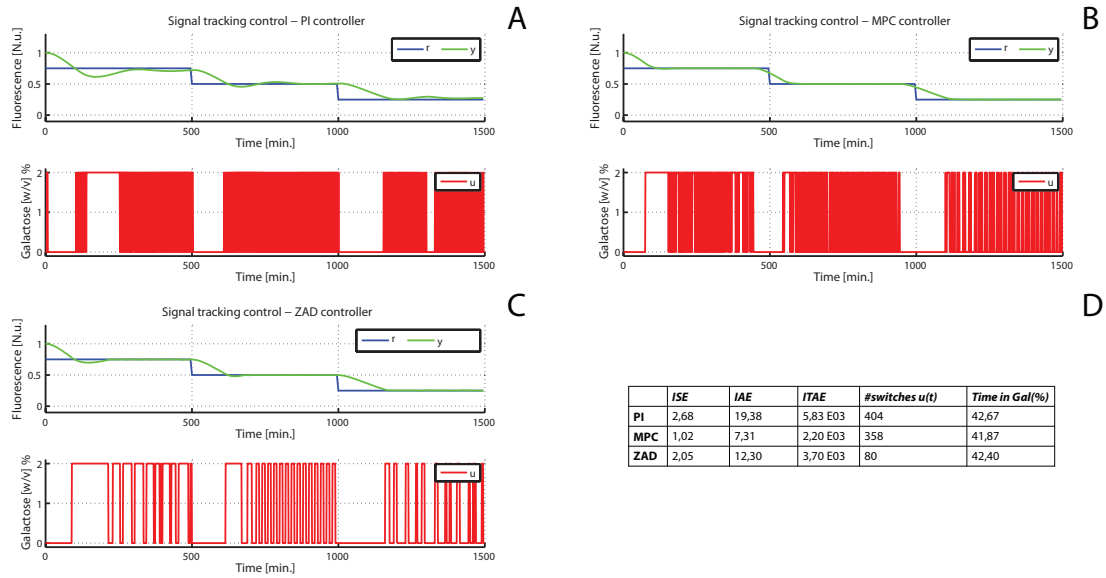 Signal tracking control – PI controller
A
Fluorescence [N.u.]
1
0.5
0
r y
0 500 1000 1500
Time [min.]
Galactose [w/v] %
2
1
0
u
0 500 1000 1500
Time [min.]
Signal tracking control – MPC controller
B
Fluorescence [N.u.]
1
0.5
0
r y
0 500 1000 1500
Time [min.]
Galactose [w/v] %
2
1
0
u
0 500 1000 1500
Time [min.]
Signal tracking control – ZAD controller
C
Fluorescence [N.u.]
1
0.5
0
r y
0 500 1000 1500
Time [min.]
Galactose [w/v] %
2
1
0
u
0 500 1000 1500
Time [min.]
D
ISE IAE ITAE #switches u(t) Time in Gal(%)
PI 2,68 19,38 5,83 E03 404 42,67
MPC 1,02 7,31 2,20 E03 358 41,87
ZAD 2,05 12,30 3,70 E03 80 42,40